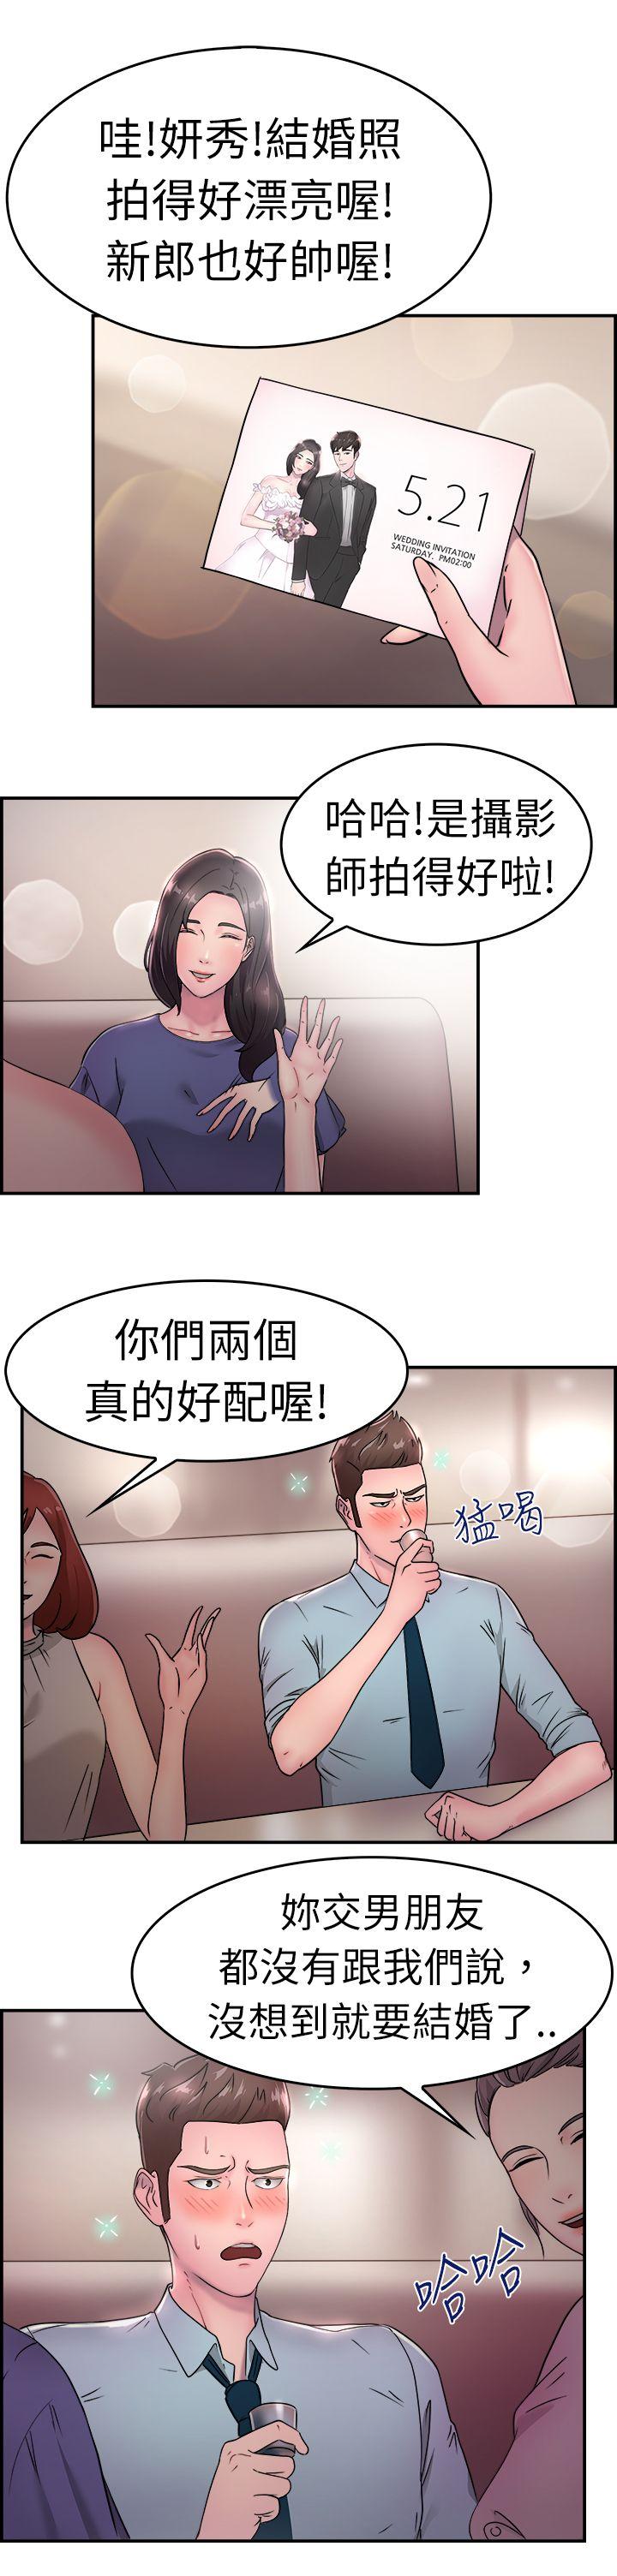 哇!妍秀!結婚照
拍得好漂亮喔!
新郎也好帥喔!
5.21
WEDDING INVITATION
SATURDAY. PM02:00
哈哈!是攝影
師拍得好啦!
你們兩個
真的好配喔!
猛喝
妳交男朋友
都沒有跟我們說，
沒想到就要結婚了..
哈哈